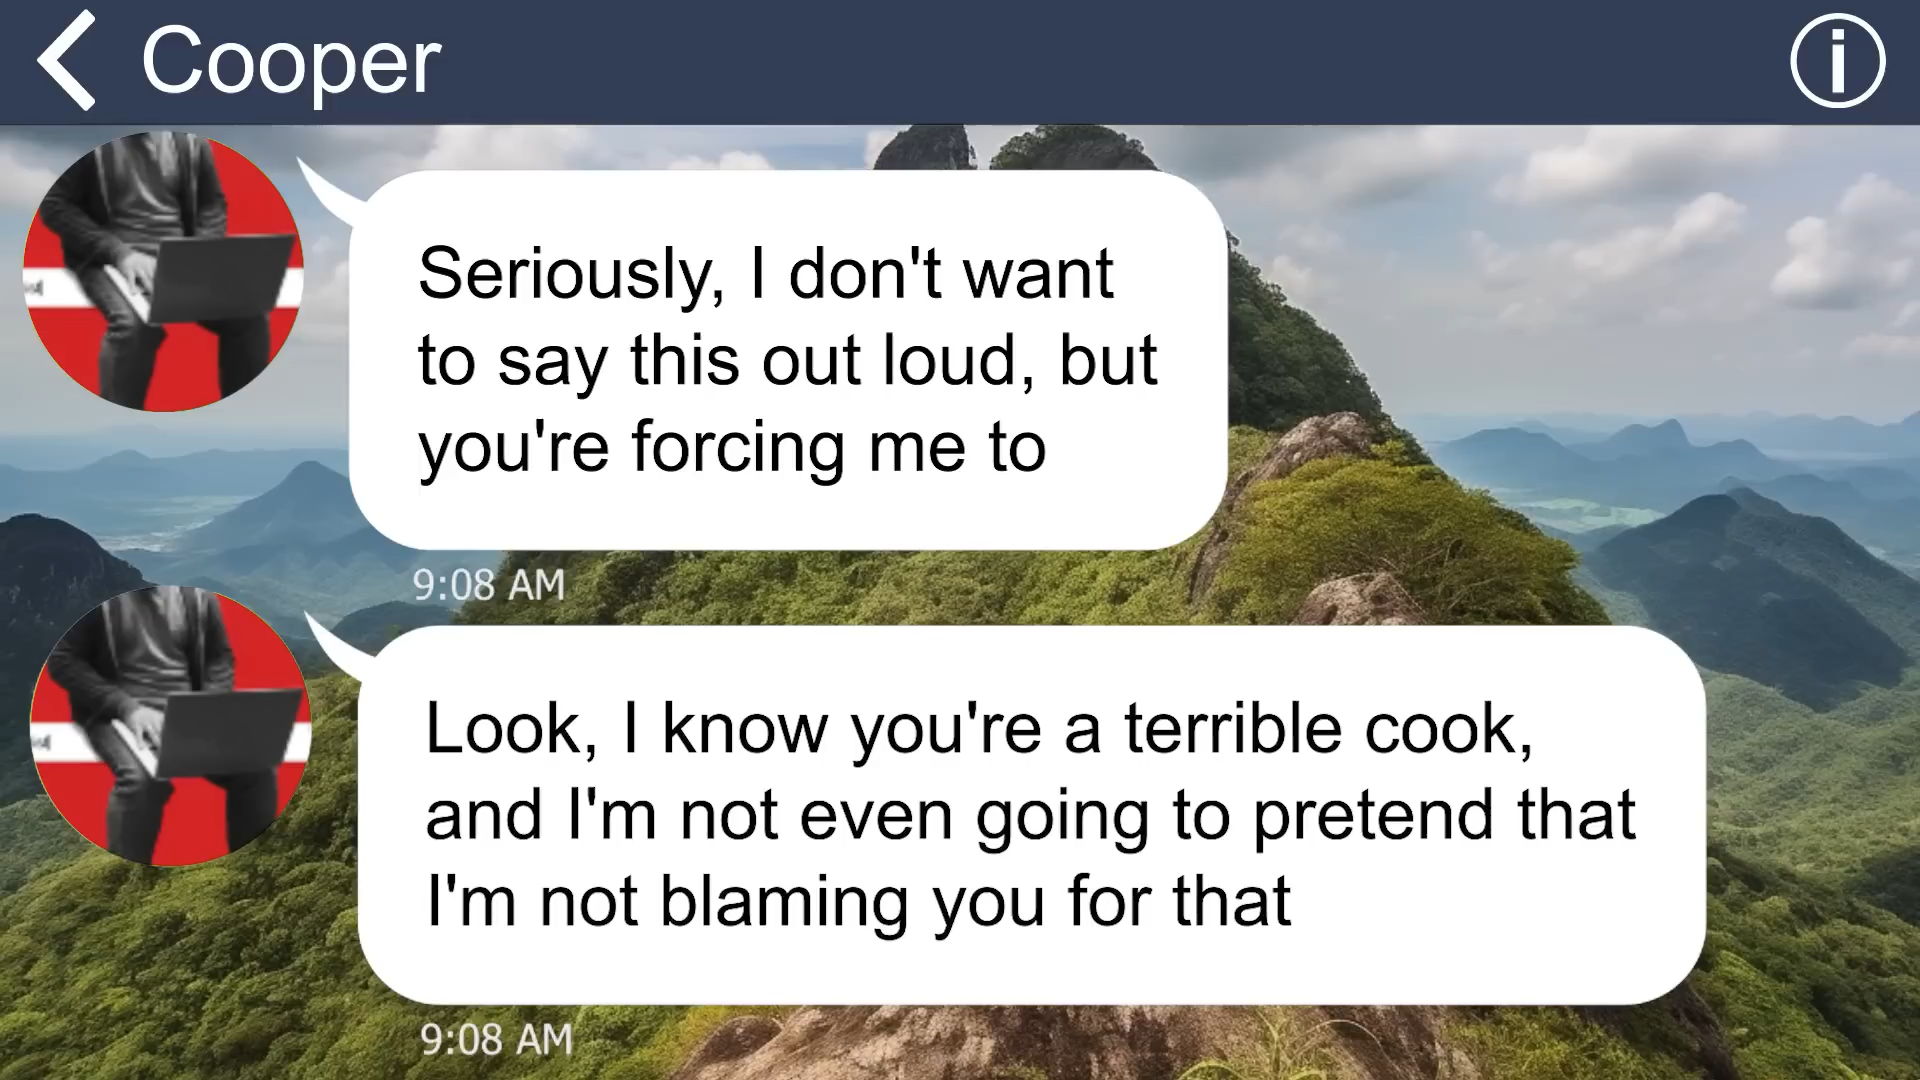 Cooper
Seriously, I don't want
to say this out loud, but
you're forcing me to
9:08 AM
Look, I know you're a terrible cook,
and I'm not even going to pretend that
I'm not blaming you for that
9:08 AM